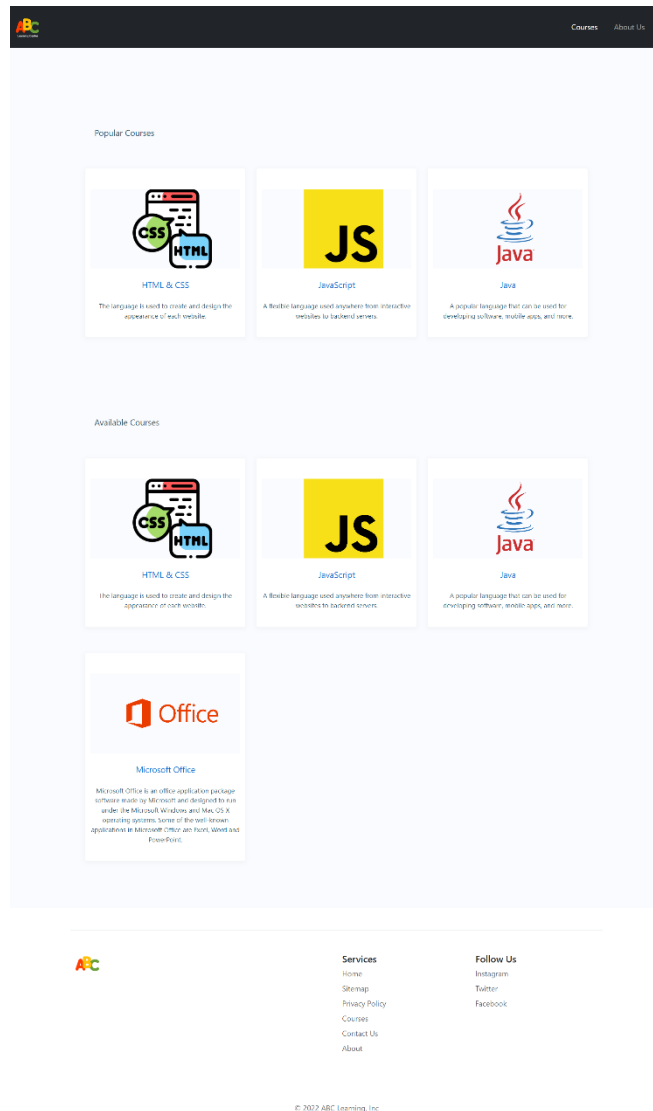 ABC
Courses
About Us
Popular Courses
CSS
HTML
JS
Java
HTML & CSS
JavaScript
Java
The language is used to create and design the
appearance of each website.
A flexible language used anywhere from interactive
websites to backend servers.
A popular language that can be used for
developing software, mobile apps, and more.
Available Courses
CSS
HTML
JS
Java
HTML & CSS
JavaScript
Java
The language is used to create and design the
appearance of each website.
A flexible language used anywhere from interactive
websites to backend servers.
A popular language that can be used for
developing software, mobile apps, and more.
Office
Microsoft Office
Microsoft Office is an office application package
software made by Microsoft and designed to run
under the Microsoft Windows and Mac OS X
operating systems. Some of the well-known
applications in Microsoft Office are Excel, Word and
PowerPoint.
ABC
Services
Home
Sitemap
Privacy Policy
Courses
Contact Us
About
Follow Us
Instagram
Twitter
Facebook
© 2022 ABC Learning, Inc